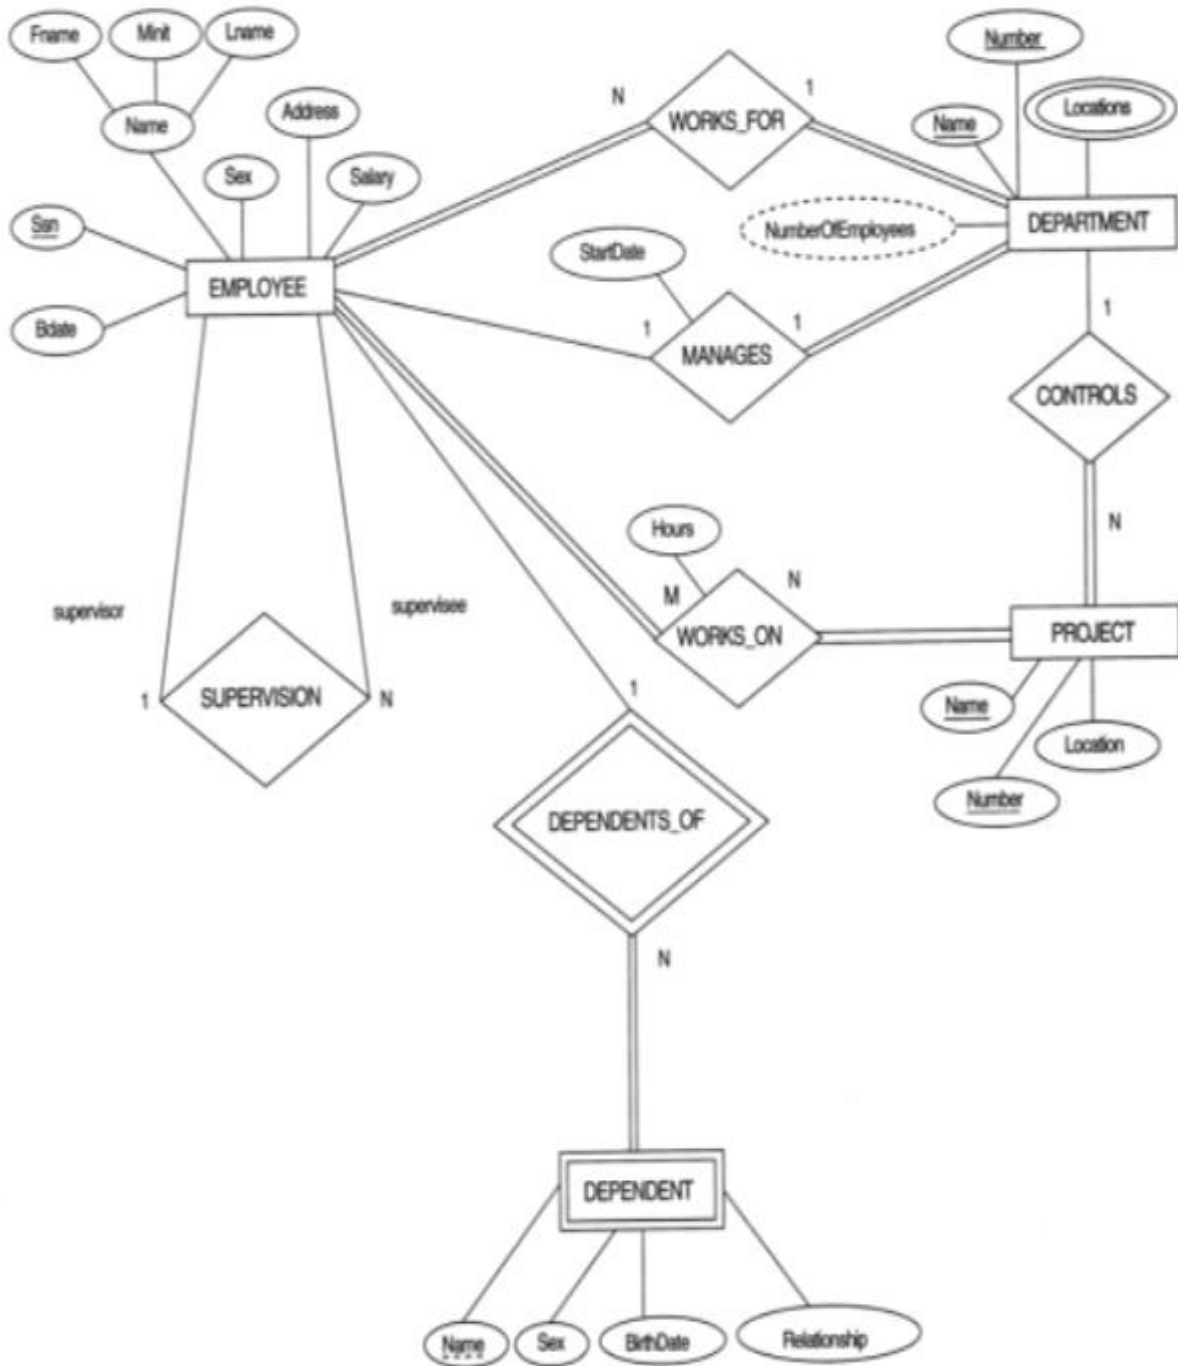 Fname
Minit
Lname
Number
Name
Address
N
WORKS_FOR
1
Name
Locations
Sex
Salary
Ssn
NumberOfEmployees
DEPARTMENT
StartDate
EMPLOYEE
Bdate
1
1
MANAGES
1
CONTROLS
Hours
N
M
N
supervisor
supervisee
WORKS_ON
PROJECT
1
SUPERVISION
N
1
Name
Location
Number
DEPENDENTS_OF
N
DEPENDENT
Name
Sex
BirthDate
Relationship